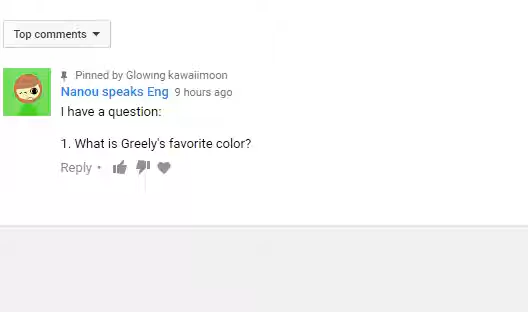 Top comments
Pinned by Glowing kawaiimoon
Nanou speaks Eng 9 hours ago
I have a question:
1. What is Greely's favorite color?
Reply •